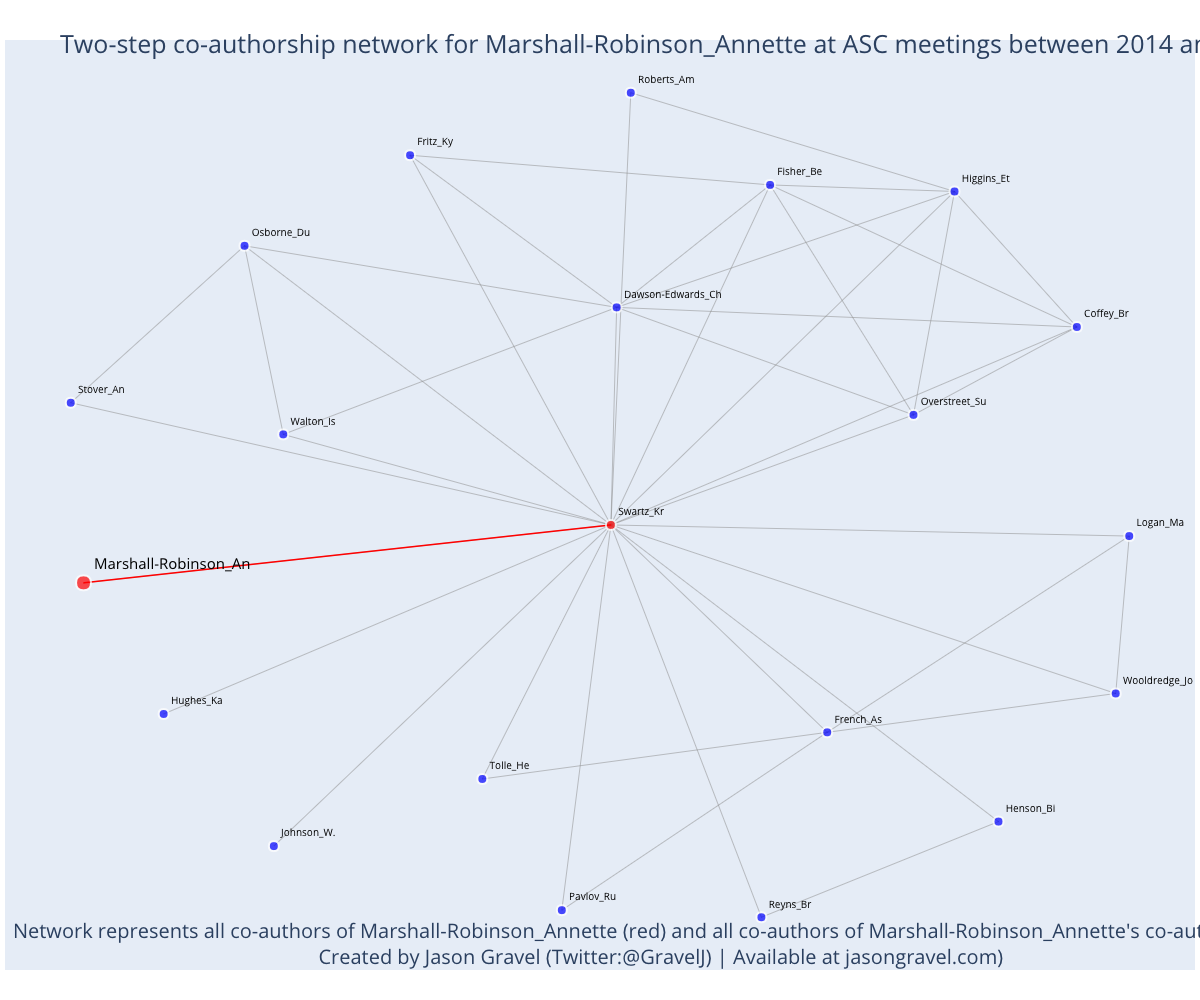 Two-step co-authorship network for Marshall-Robinson_Annette at ASC meetings between 2014
Roberts_Am
Fritz_Ky
Fisher_Be
Higgins_Et
Osborne_Du
Dawson-Edwards_Ch
Coffey_Br
Stover_An
Overstreet_Su
Walton_Is
Swartz_Kr
Logan_Ma
Marshall-Robinson_An
Wooldredge_Jo
Hughes_Ka
French_As
Tolle_He
Henson_Bi
Johnson_W.
Pavlov_Ru
Reyns_Br
Network represents all co-authors of Marshall-Robinson_Annette (red) and all co-authors of Marshall-Robinson_Annette's
Created by Jason Gravel (Twitter:@GravelJ) | Available at jasongravel.com)